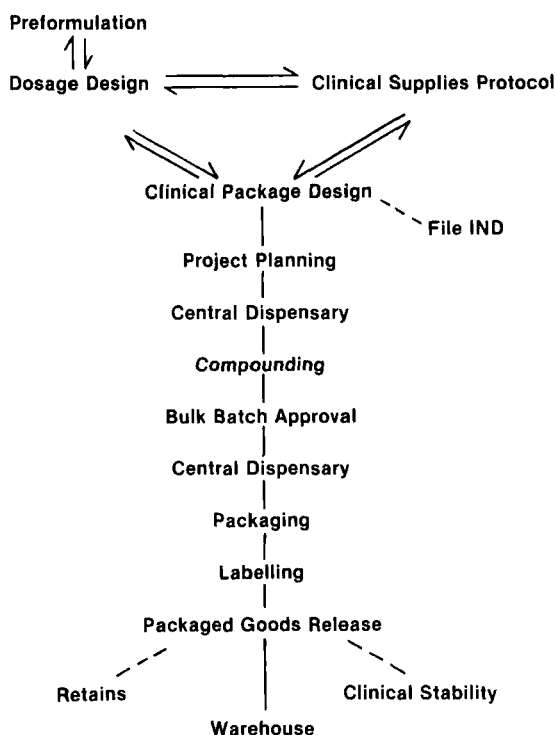 Preformulation
Dosage Design
Clinical Supplies Protocol
Clinical Package Design
File IND
Project Planning
Central Dispensary
Compounding
Bulk Batch Approval
Central Dispensary
Packaging
Labelling
Packaged Goods Release
Retains
Clinical Stability
Warehouse